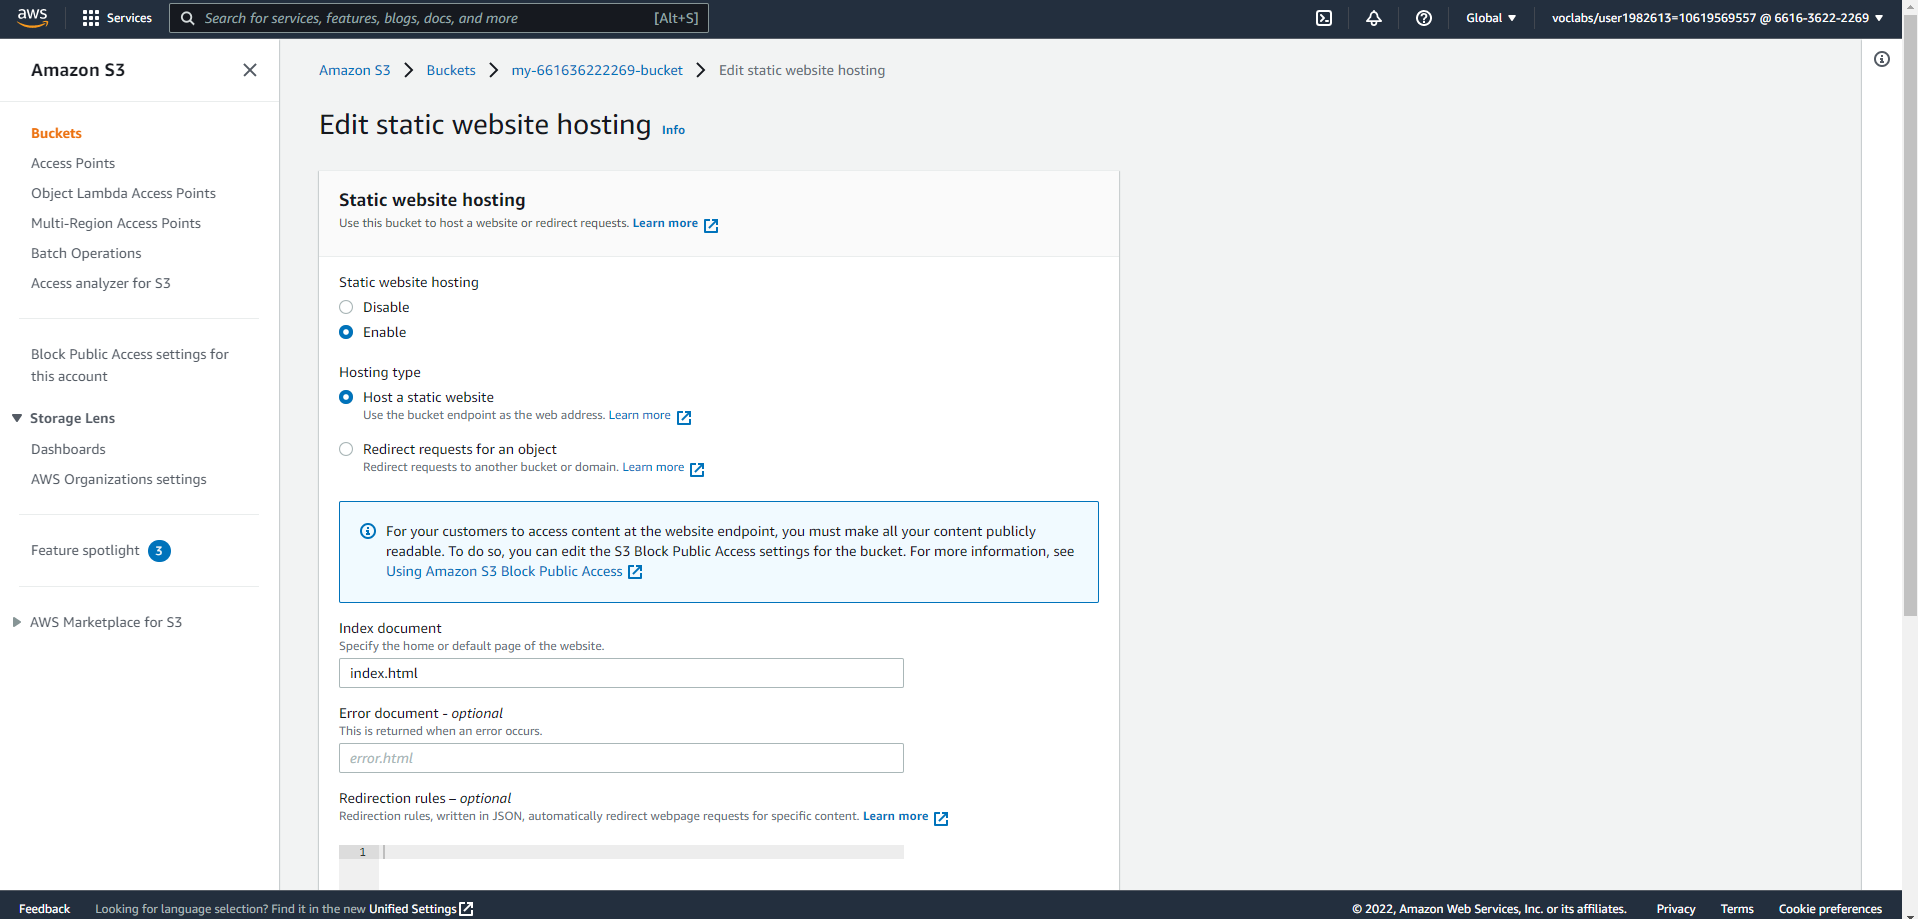 aws
Services
Search for services, features, blogs, docs, and more
[Alt+S]
Global
voclabs/user1982613=10619569557 @ 6616-3622-2269
Amazon S3
Buckets
Access Points
Object Lambda Access Points
Multi-Region Access Points
Batch Operations
Access analyzer for S3
Block Public Access settings for
this account
Storage Lens
Dashboards
AWS Organizations settings
Feature spotlight 3
AWS Marketplace for S3
Amazon S3 > Buckets > my-661636222269-bucket > Edit static website hosting
Edit static website hosting Info
Static website hosting
Use this bucket to host a website or redirect requests. Learn more
Static website hosting
Disable
Enable
Hosting type
Host a static website
Use the bucket endpoint as the web address. Learn more
Redirect requests for an object
Redirect requests to another bucket or domain. Learn more
For your customers to access content at the website endpoint, you must make all your content publicly
readable. To do so, you can edit the S3 Block Public Access settings for the bucket. For more information, see
Using Amazon S3 Block Public Access
Index document
Specify the home or default page of the website.
index.html
Error document - optional
This is returned when an error occurs.
error.html
Redirection rules – optional
Redirection rules, written in JSON, automatically redirect webpage requests for specific content. Learn more
1
Feedback
Looking for language selection? Find it in the new Unified Settings
© 2022, Amazon Web Services, Inc. or its affiliates.
Privacy
Terms
Cookie preferences